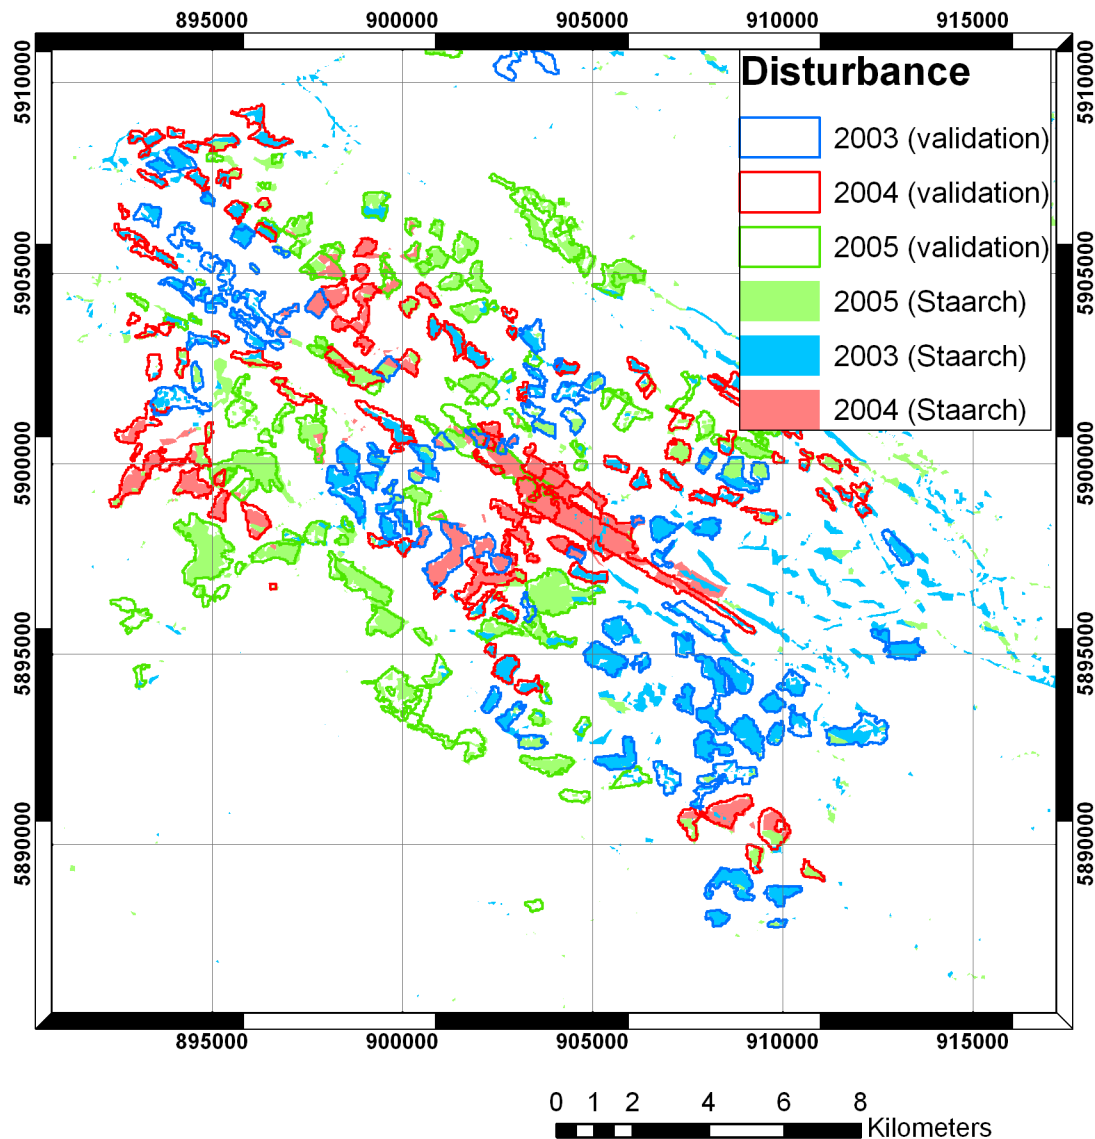 895000 900000 905000 910000 915000
5910000
5910000
Disturbance
2003 (validation)
2004 (validation)
2005 (validation)
2005 (Staarch)
2003 (Staarch)
2004 (Staarch)
5905000
5905000
5900000
5900000
5895000
5895000
5890000
5890000
895000 900000 905000 910000 915000
0 1 2 4 6 8
Kilometers